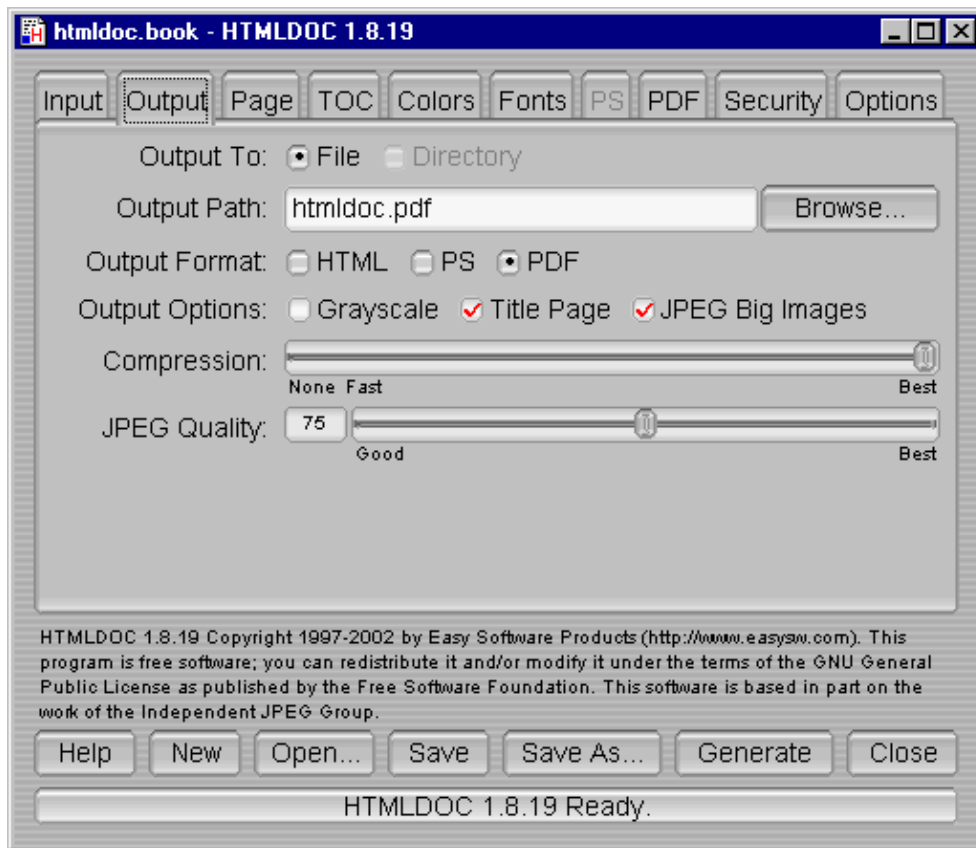 htmldoc.book - HTMLDOC 1.8.19
Input Output Page TOC Colors Fonts PS PDF Security Options
Output To: File Directory
Output Path: htmldoc.pdf Browse...
Output Format: HTML PS PDF
Output Options: Grayscale Title Page JPEG Big Images
Compression:
None Fast Best
JPEG Quality: 75
Good Best
HTMLDOC 1.8.19 Copyright 1997-2002 by Easy Software Products (http://www.easysw.com). This
program is free software; you can redistribute it and/or modify it under the terms of the GNU General
Public License as published by the Free Software Foundation. This software is based in part on the
work of the Independent JPEG Group.
Help New Open... Save Save As... Generate Close
HTMLDOC 1.8.19 Ready.